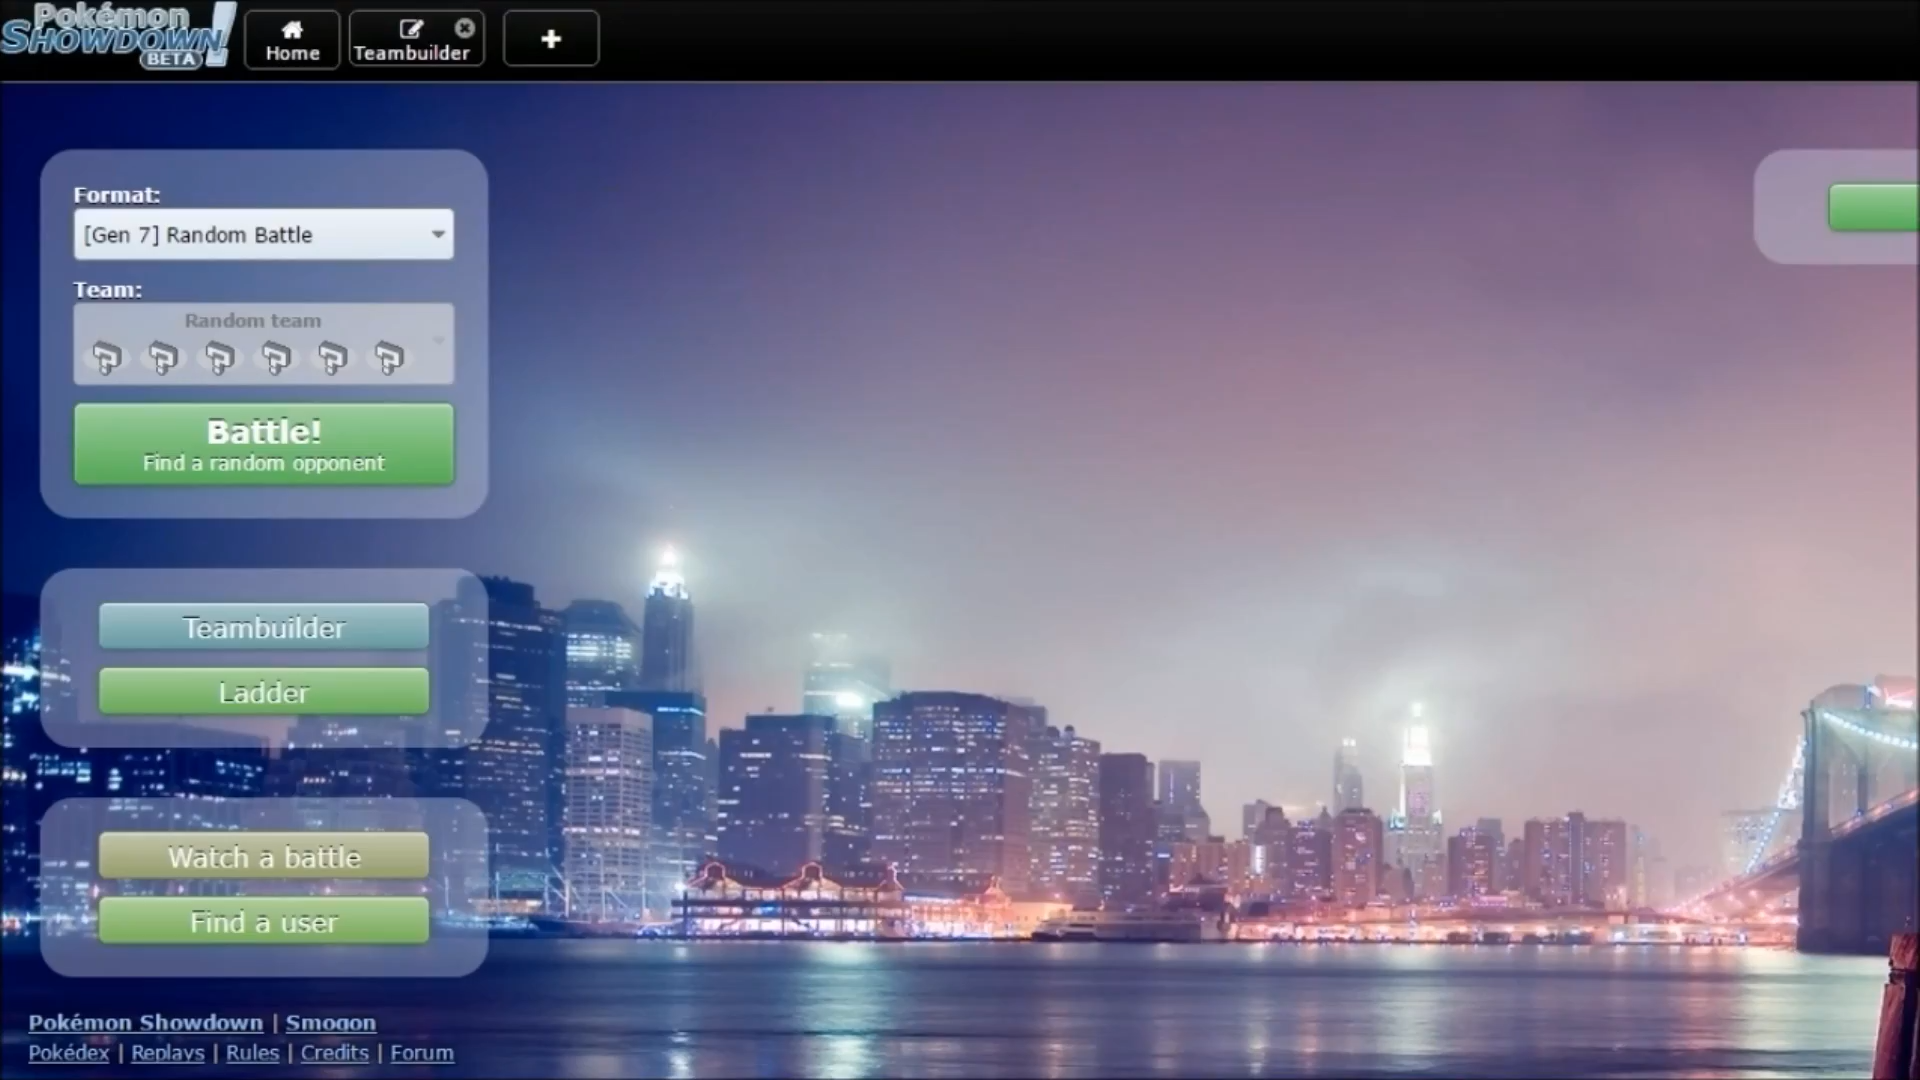 Pokémon
SHOWDOWN!
BETA
Home
Teambuilder
Format:
[Gen 7] Random Battle
Team:
Random team
Battle!
Find a random opponent
Teambuilder
Ladder
Watch a battle
Find a user
Pokémon Showdown | Smogon
Pokédex | Replays | Rules | Credits | Forum